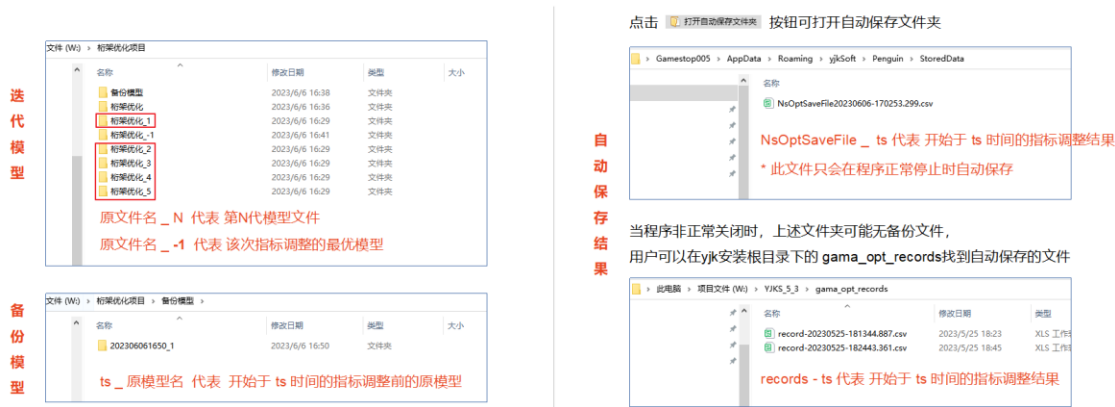 迭代模型
文件 (W:) › 桁架优化项目 ›
名称 修改日期 类型 大小
备份模型 2023/6/6 16:38 文件夹
桁架优化 2023/6/6 16:36 文件夹
桁架优化_1 2023/6/6 16:29 文件夹
桁架优化_-1 2023/6/6 16:41 文件夹
桁架优化_2 2023/6/6 16:29 文件夹
桁架优化_3 2023/6/6 16:29 文件夹
桁架优化_4 2023/6/6 16:29 文件夹
桁架优化_5 2023/6/6 16:29 文件夹
原文件名 _ N 代表 第N代模型文件
原文件名 _ -1 代表 该次指标调整的最优模型
备份模型
文件 (W:) › 桁架优化项目 › 备份模型 ›
名称 修改日期 类型 大小
202306061650_1 2023/6/6 16:50 文件夹
ts _ 原模型名 代表 开始于 ts 时间的指标调整前的原模型
自动保存结果
点击 打开自动保存文件夹 按钮可打开自动保存文件夹
› Gamestop005 › AppData › Roaming › yjkSoft › Penguin › StoredData
名称
NsOptSaveFile20230606-170253.299.csv
NsOptSaveFile _ ts 代表 开始于 ts 时间的指标调整结果
* 此文件只会在程序正常停止时自动保存
当程序非正常关闭时，上述文件夹可能无备份文件，
用户可以在yjk安装根目录下的 gama_opt_records找到自动保存的文件
› 此电脑 › 项目文件 (W:) › YJKS_5_3 › gama_opt_records
名称 修改日期 类型
record-20230525-181344.887.csv 2023/5/25 18:23 XLS 工作
record-20230525-182443.361.csv 2023/5/25 18:45 XLS 工作
records - ts 代表 开始于 ts 时间的指标调整结果